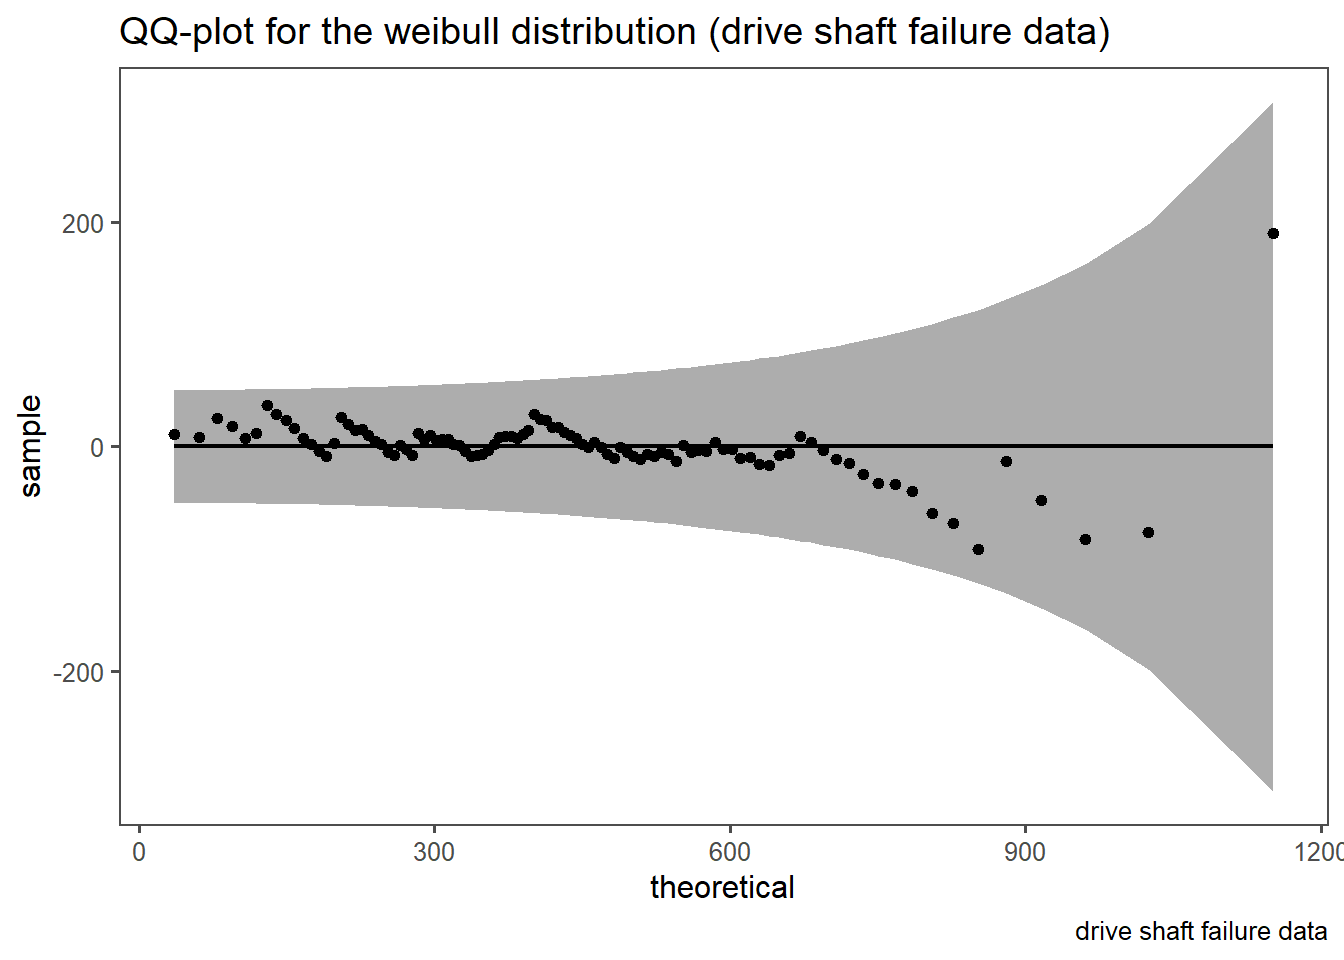 QQ-plot for the weibull distribution (drive shaft failure data)
sample
200
0
-200
0 300 600 900 1200
theoretical
drive shaft failure data